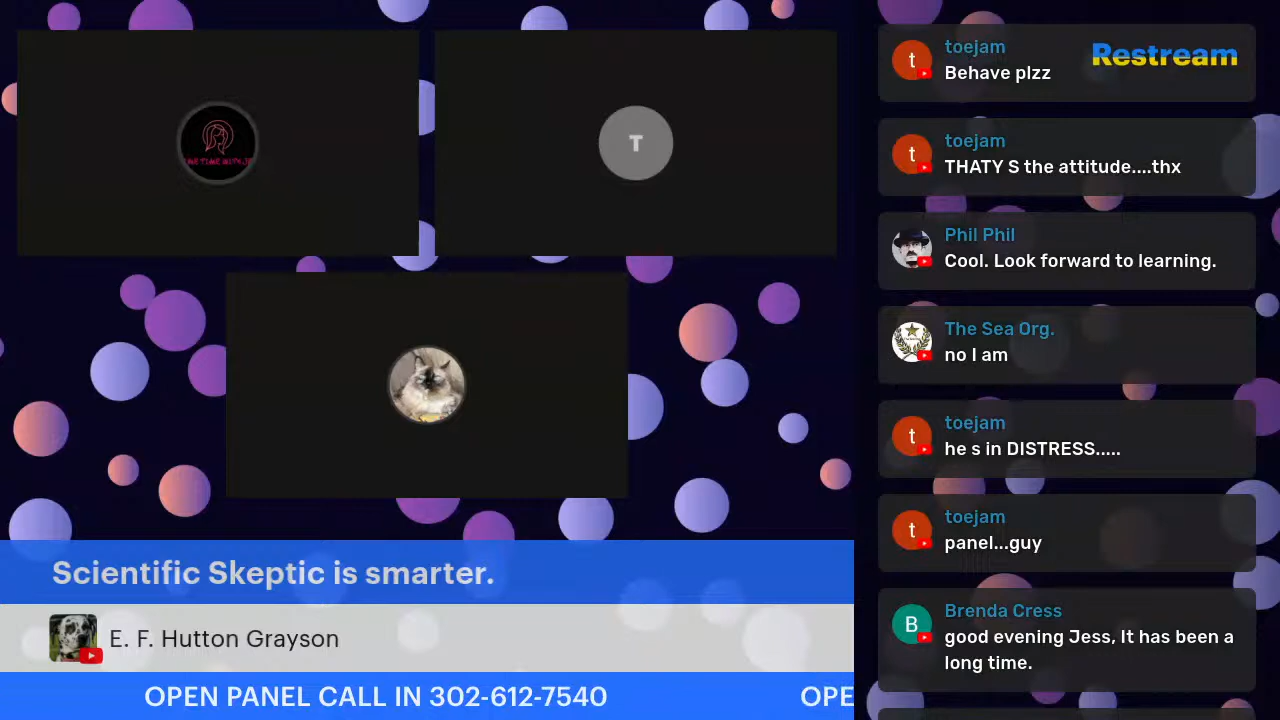 T
Scientific Skeptic is smarter.
E. F. Hutton Grayson
OPEN PANEL CALL IN 302-612-7540
OPE
Restream
t
toejam
Behave plzz
t
toejam
THATY S the attitude....thx
Phil Phil
Cool. Look forward to learning.
The Sea Org.
no I am
t
toejam
he s in DISTRESS.....
t
toejam
panel...guy
B
Brenda Cress
good evening Jess, It has been a
long time.